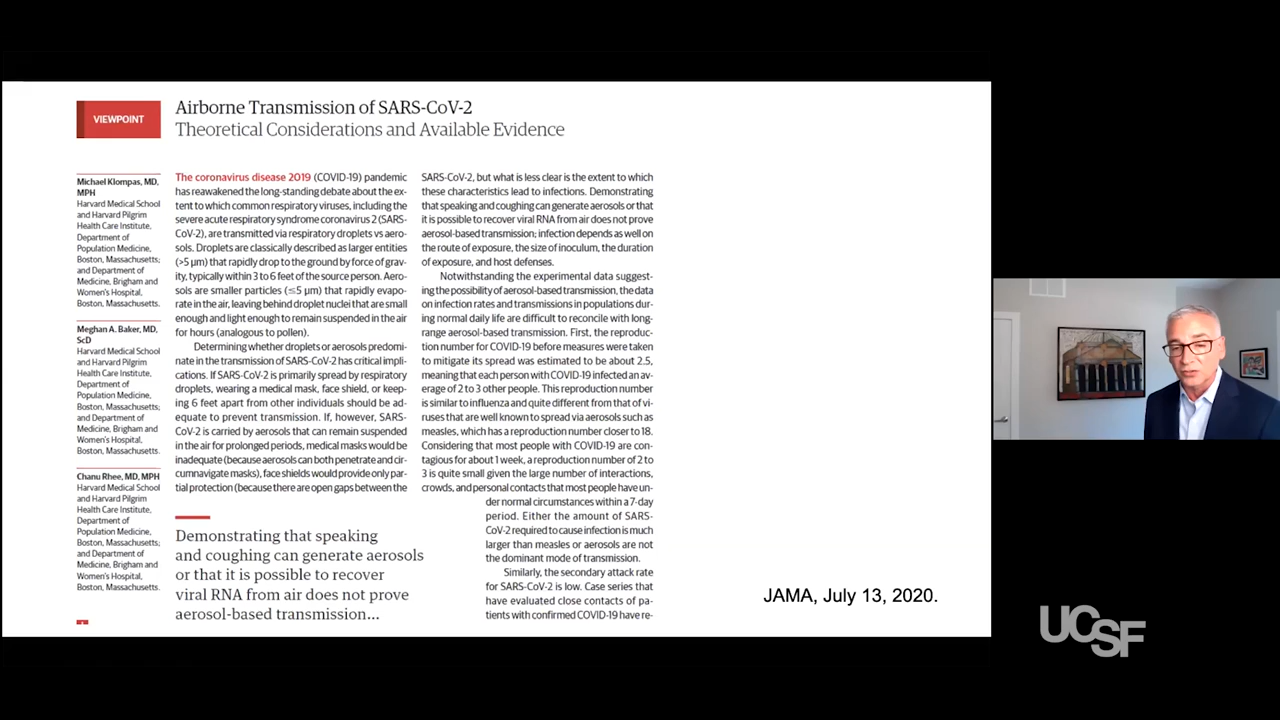 VIEWPOINT
Airborne Transmission of SARS-CoV-2
Theoretical Considerations and Available Evidence
Michael Klompas, MD,
MPH
Harvard Medical School
and Harvard Pilgrim
Health Care Institute,
Department of
Population Medicine,
Boston, Massachusetts;
and Department of
Medicine, Brigham and
Women's Hospital,
Boston, Massachusetts.
Meghan A. Baker, MD,
ScD
Harvard Medical School
and Harvard Pilgrim
Health Care Institute,
Department of
Population Medicine,
Boston, Massachusetts;
and Department of
Medicine, Brigham and
Women's Hospital,
Boston, Massachusetts.
Chanu Rhee, MD, MPH
Harvard Medical School
and Harvard Pilgrim
Health Care Institute,
Department of
Population Medicine,
Boston, Massachusetts;
and Department of
Medicine, Brigham and
Women's Hospital,
Boston, Massachusetts.
The coronavirus disease 2019 (COVID-19) pandemic
has reawakened the long-standing debate about the ex-
tent to which common respiratory viruses, including the
severe acute respiratory syndrome coronavirus 2 (SARS-
CoV-2), are transmitted via respiratory droplets vs aero-
sols. Droplets are classically described as larger entities
(>5 μm) that rapidly drop to the ground by force of grav-
ity, typically within 3 to 6 feet of the source person. Aero-
sols are smaller particles (≤5 μm) that rapidly evapo-
rate in the air, leaving behind droplet nuclei that are small
enough and light enough to remain suspended in the air
for hours (analogous to pollen).
Determining whether droplets or aerosols predomi-
nate in the transmission of SARS-CoV-2 has critical impli-
cations. If SARS-CoV-2 is primarily spread by respiratory
droplets, wearing a medical mask, face shield, or keep-
ing 6 feet apart from other individuals should be ad-
equate to prevent transmission. If, however, SARS-
CoV-2 is carried by aerosols that can remain suspended
in the air for prolonged periods, medical masks would be
inadequate (because aerosols can both penetrate and cir-
cumnavigate masks), face shields would provide only par-
tial protection (because there are open gaps between the
Demonstrating that speaking
and coughing can generate aerosols
or that it is possible to recover
viral RNA from air does not prove
aerosol-based transmission...
SARS-CoV-2, but what is less clear is the extent to which
these characteristics lead to infections. Demonstrating
that speaking and coughing can generate aerosols or that
it is possible to recover viral RNA from air does not prove
aerosol-based transmission; infection depends as well on
the route of exposure, the size of inoculum, the duration
of exposure, and host defenses.
Notwithstanding the experimental data suggest-
ing the possibility of aerosol-based transmission, the data
on infection rates and transmissions in populations dur-
ing normal daily life are difficult to reconcile with long-
range aerosol-based transmission. First, the reproduc-
tion number for COVID-19 before measures were taken
to mitigate its spread was estimated to be about 2.5,
meaning that each person with COVID-19 infected an av-
erage of 2 to 3 other people. This reproduction number
is similar to influenza and quite different from that of vi-
ruses that are well known to spread via aerosols such as
measles, which has a reproduction number closer to 18.
Considering that most people with COVID-19 are con-
tagious for about 1 week, a reproduction number of 2 to
3 is quite small given the large number of interactions,
crowds, and personal contacts that most people have un-
der normal circumstances within a 7-day
period. Either the amount of SARS-
CoV-2 required to cause infection is much
larger than measles or aerosols are not
the dominant mode of transmission.
Similarly, the secondary attack rate
for SARS-CoV-2 is low. Case series that
have evaluated close contacts of pa-
tients with confirmed COVID-19 have re-
JAMA, July 13, 2020.
UCSF